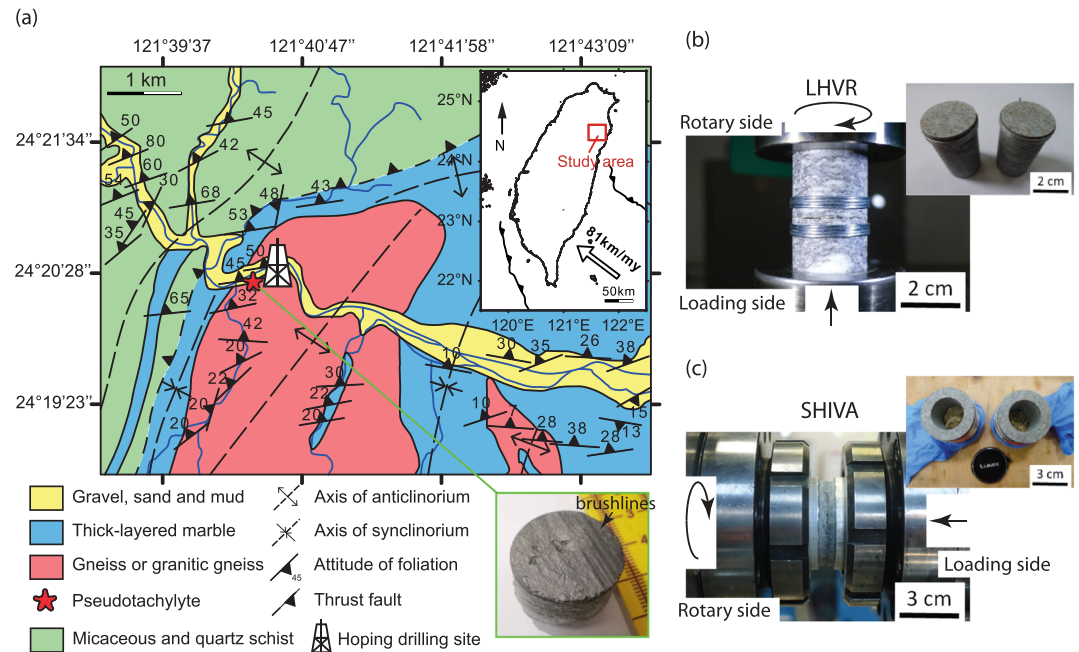 (a)
121°39'37
121°40'47"
121°41'58"
121°43'09"
1 km
24°21'34"
24°20'28"
24°19'23"
50
80
60
54
30
45
35
45
42
68
53
48
43
50
45
32
65
42
20
22
20
20
30
22
20
10
30
35
26
38
10
7
28
38
28
13
15
25°N
24°N
23°N
22°N
N
Study area
81km/my
50km
120°E
121°E
122°E
Gravel, sand and mud
Thick-layered marble
Gneiss or granitic gneiss
Pseudotachylyte
Micaceous and quartz schist
Axis of anticlinorium
Axis of synclinorium
45
Attitude of foliation
Thrust fault
Hoping drilling site
brushlines
3
4
(b)
LHVR
Rotary side
Loading side
2 cm
2 cm
(c)
SHIVA
Rotary side
Loading side
3 cm
3 cm